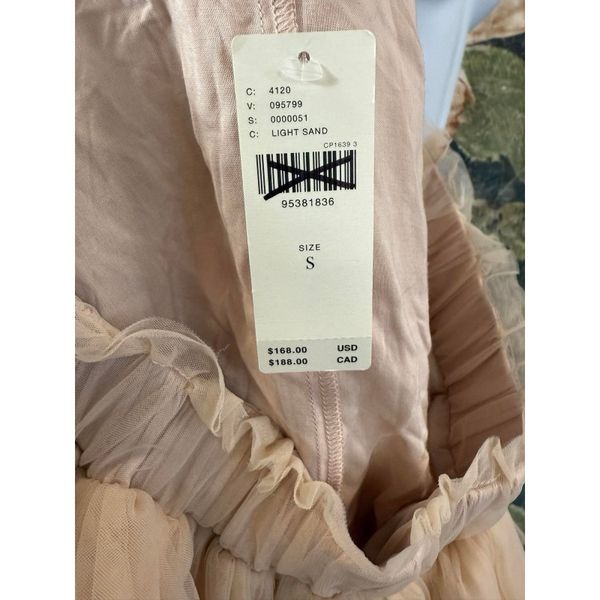 C: 4120
V: 095799
S: 0000051
C: LIGHT SAND
CP1639 3
95381836
SIZE
S
$168.00 USD
$188.00 CAD